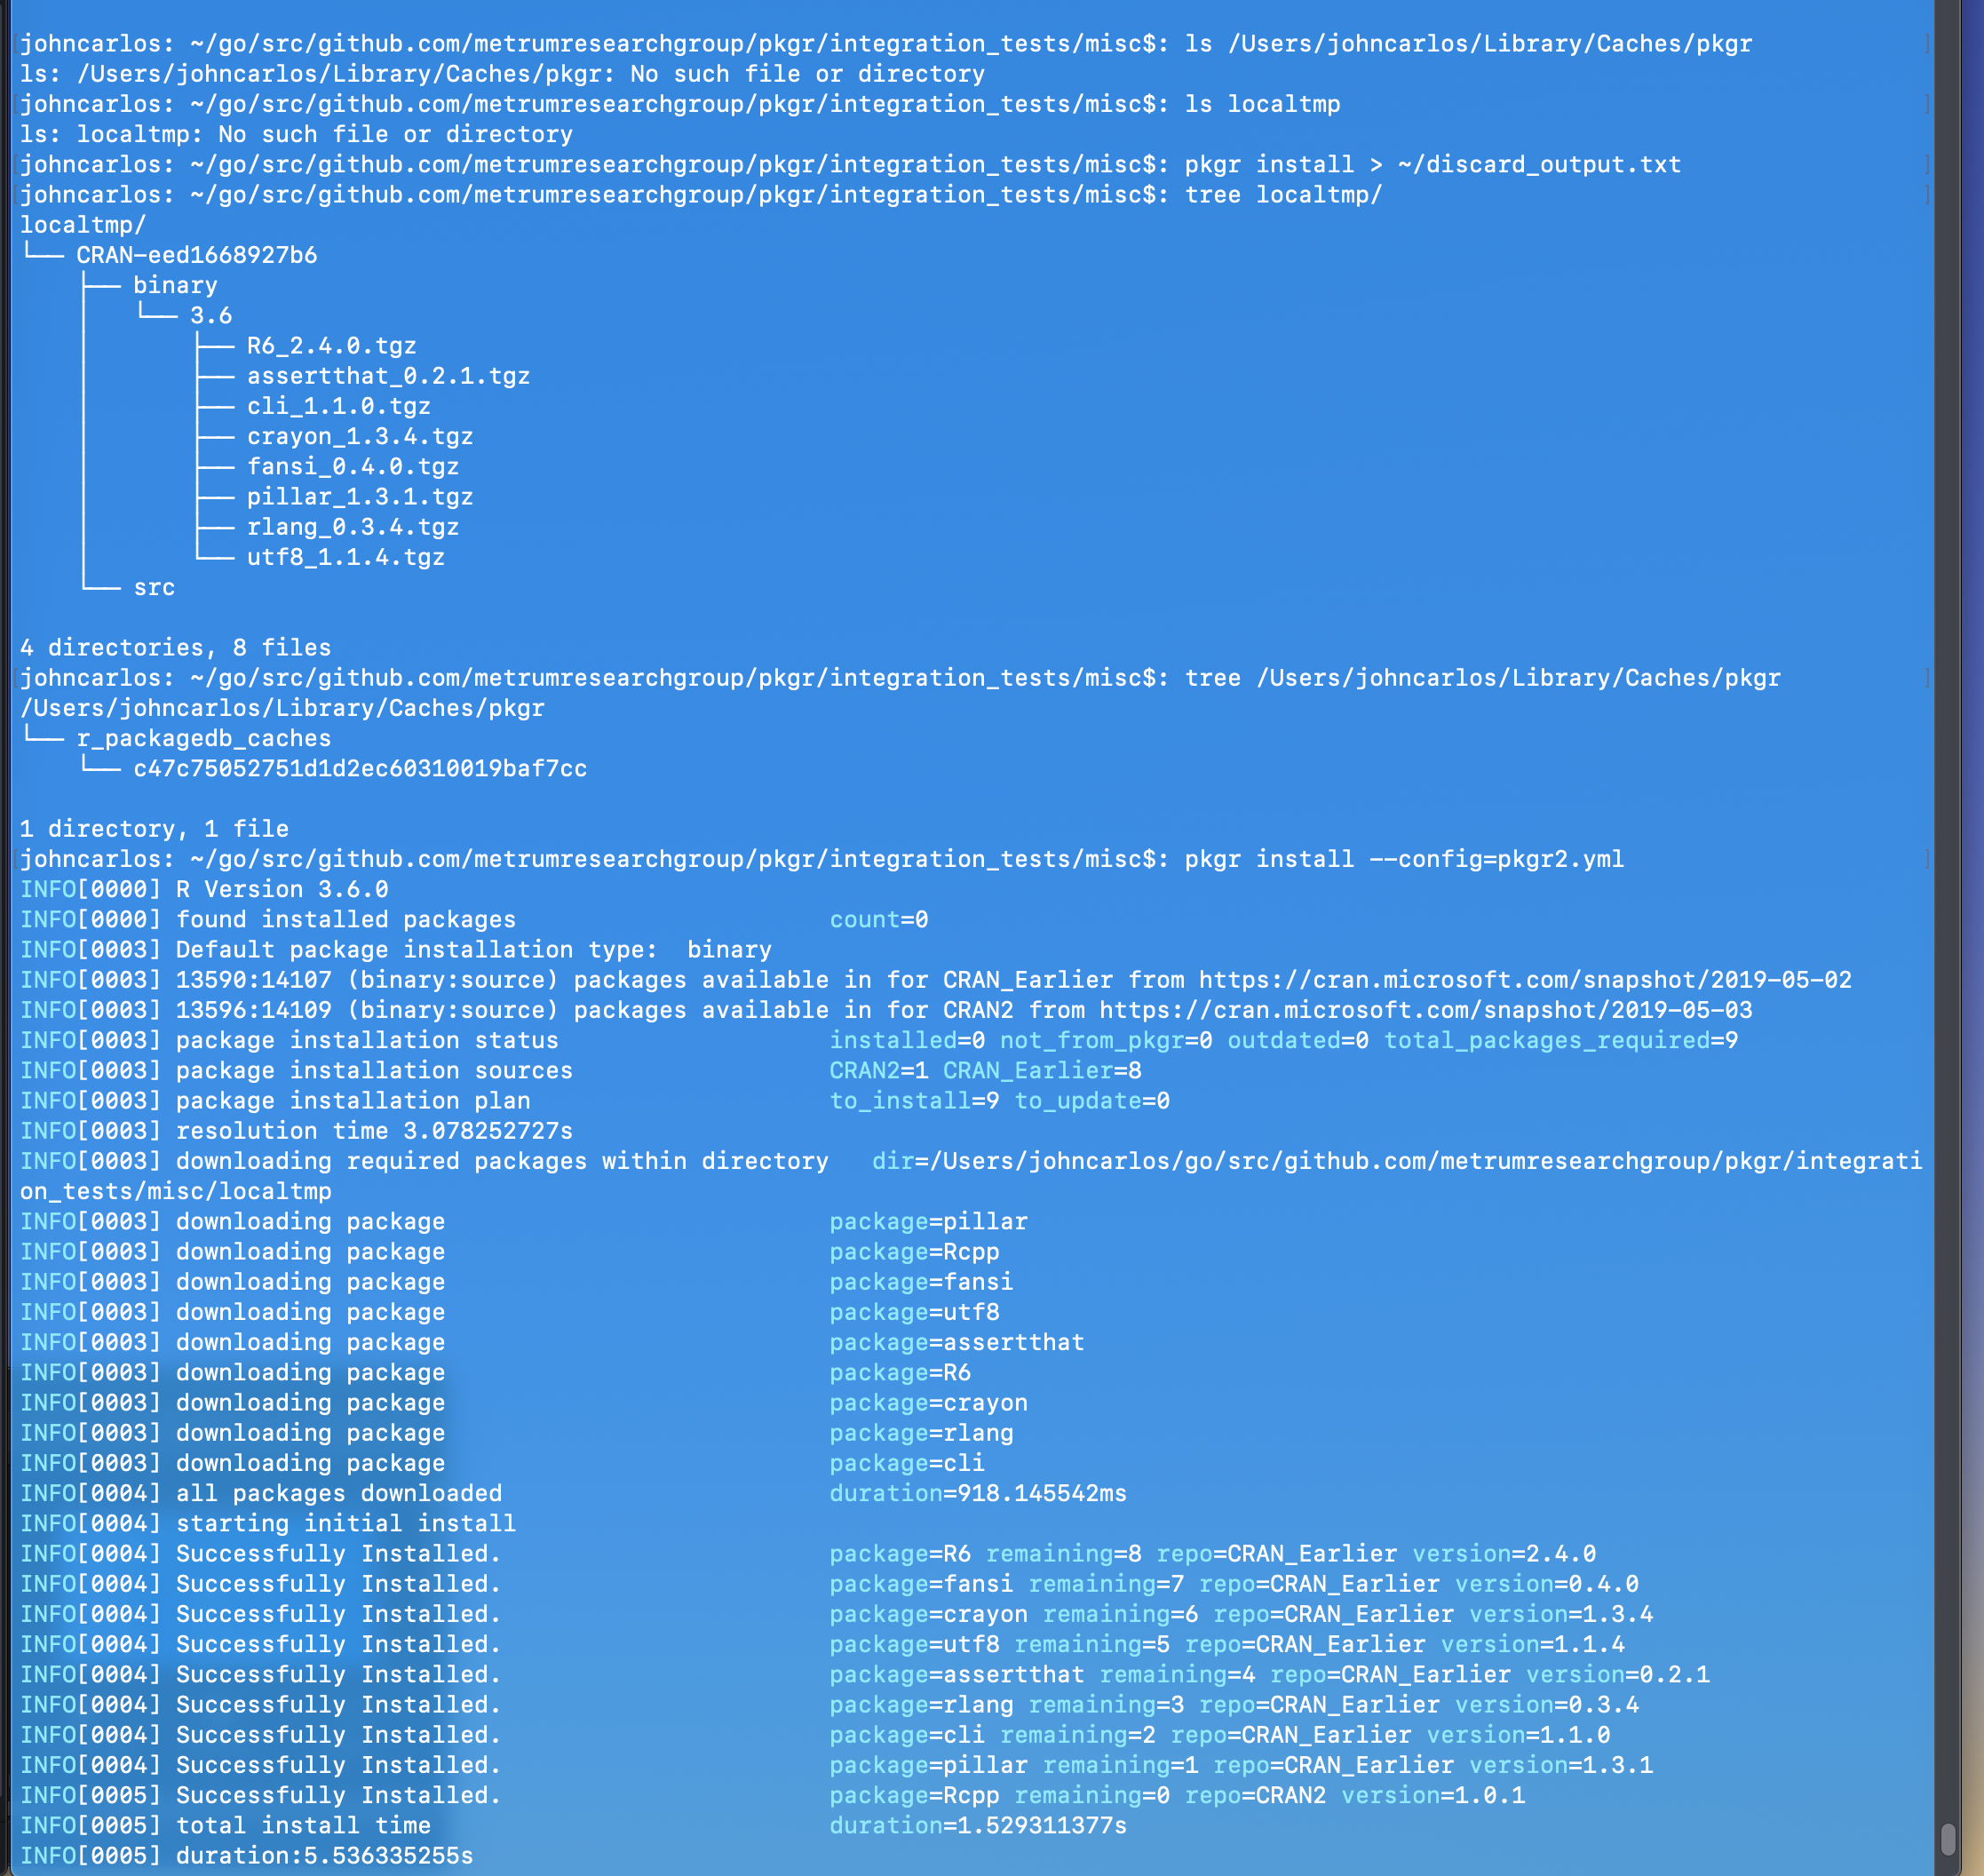 johncarlos: ~/go/src/github.com/metrumresearchgroup/pkgr/integration_tests/misc$: ls /Users/johncarlos/Library/Caches/pkgr
ls: /Users/johncarlos/Library/Caches/pkgr: No such file or directory
johncarlos: ~/go/src/github.com/metrumresearchgroup/pkgr/integration_tests/misc$: ls localtmp
ls: localtmp: No such file or directory
johncarlos: ~/go/src/github.com/metrumresearchgroup/pkgr/integration_tests/misc$: pkgr install > ~/discard_output.txt
johncarlos: ~/go/src/github.com/metrumresearchgroup/pkgr/integration_tests/misc$: tree localtmp/
localtmp/
└── CRAN-eed1668927b6
    ├── binary
    │   └── 3.6
    │       ├── R6_2.4.0.tgz
    │       ├── assertthat_0.2.1.tgz
    │       ├── cli_1.1.0.tgz
    │       ├── crayon_1.3.4.tgz
    │       ├── fansi_0.4.0.tgz
    │       ├── pillar_1.3.1.tgz
    │       ├── rlang_0.3.4.tgz
    │       └── utf8_1.1.4.tgz
    └── src
4 directories, 8 files
johncarlos: ~/go/src/github.com/metrumresearchgroup/pkgr/integration_tests/misc$: tree /Users/johncarlos/Library/Caches/pkgr
/Users/johncarlos/Library/Caches/pkgr
└── r_packagedb_caches
    └── c47c75052751d1d2ec60310019baf7cc
1 directory, 1 file
johncarlos: ~/go/src/github.com/metrumresearchgroup/pkgr/integration_tests/misc$: pkgr install --config=pkgr2.yml
INFO[0000] R Version 3.6.0
INFO[0000] found installed packages count=0
INFO[0003] Default package installation type:  binary
INFO[0003] 13590:14107 (binary:source) packages available in for CRAN_Earlier from https://cran.microsoft.com/snapshot/2019-05-02
INFO[0003] 13596:14109 (binary:source) packages available in for CRAN2 from https://cran.microsoft.com/snapshot/2019-05-03
INFO[0003] package installation status installed=0 not_from_pkgr=0 outdated=0 total_packages_required=9
INFO[0003] package installation sources CRAN2=1 CRAN_Earlier=8
INFO[0003] package installation plan to_install=9 to_update=0
INFO[0003] resolution time 3.078252727s
INFO[0003] downloading required packages within directory dir=/Users/johncarlos/go/src/github.com/metrumresearchgroup/pkgr/integrati
on_tests/misc/localtmp
INFO[0003] downloading package package=pillar
INFO[0003] downloading package package=Rcpp
INFO[0003] downloading package package=fansi
INFO[0003] downloading package package=utf8
INFO[0003] downloading package package=assertthat
INFO[0003] downloading package package=R6
INFO[0003] downloading package package=crayon
INFO[0003] downloading package package=rlang
INFO[0003] downloading package package=cli
INFO[0004] all packages downloaded duration=918.145542ms
INFO[0004] starting initial install
INFO[0004] Successfully Installed. package=R6 remaining=8 repo=CRAN_Earlier version=2.4.0
INFO[0004] Successfully Installed. package=fansi remaining=7 repo=CRAN_Earlier version=0.4.0
INFO[0004] Successfully Installed. package=crayon remaining=6 repo=CRAN_Earlier version=1.3.4
INFO[0004] Successfully Installed. package=utf8 remaining=5 repo=CRAN_Earlier version=1.1.4
INFO[0004] Successfully Installed. package=assertthat remaining=4 repo=CRAN_Earlier version=0.2.1
INFO[0004] Successfully Installed. package=rlang remaining=3 repo=CRAN_Earlier version=0.3.4
INFO[0004] Successfully Installed. package=cli remaining=2 repo=CRAN_Earlier version=1.1.0
INFO[0004] Successfully Installed. package=pillar remaining=1 repo=CRAN_Earlier version=1.3.1
INFO[0005] Successfully Installed. package=Rcpp remaining=0 repo=CRAN2 version=1.0.1
INFO[0005] total install time duration=1.529311377s
INFO[0005] duration:5.536335255s